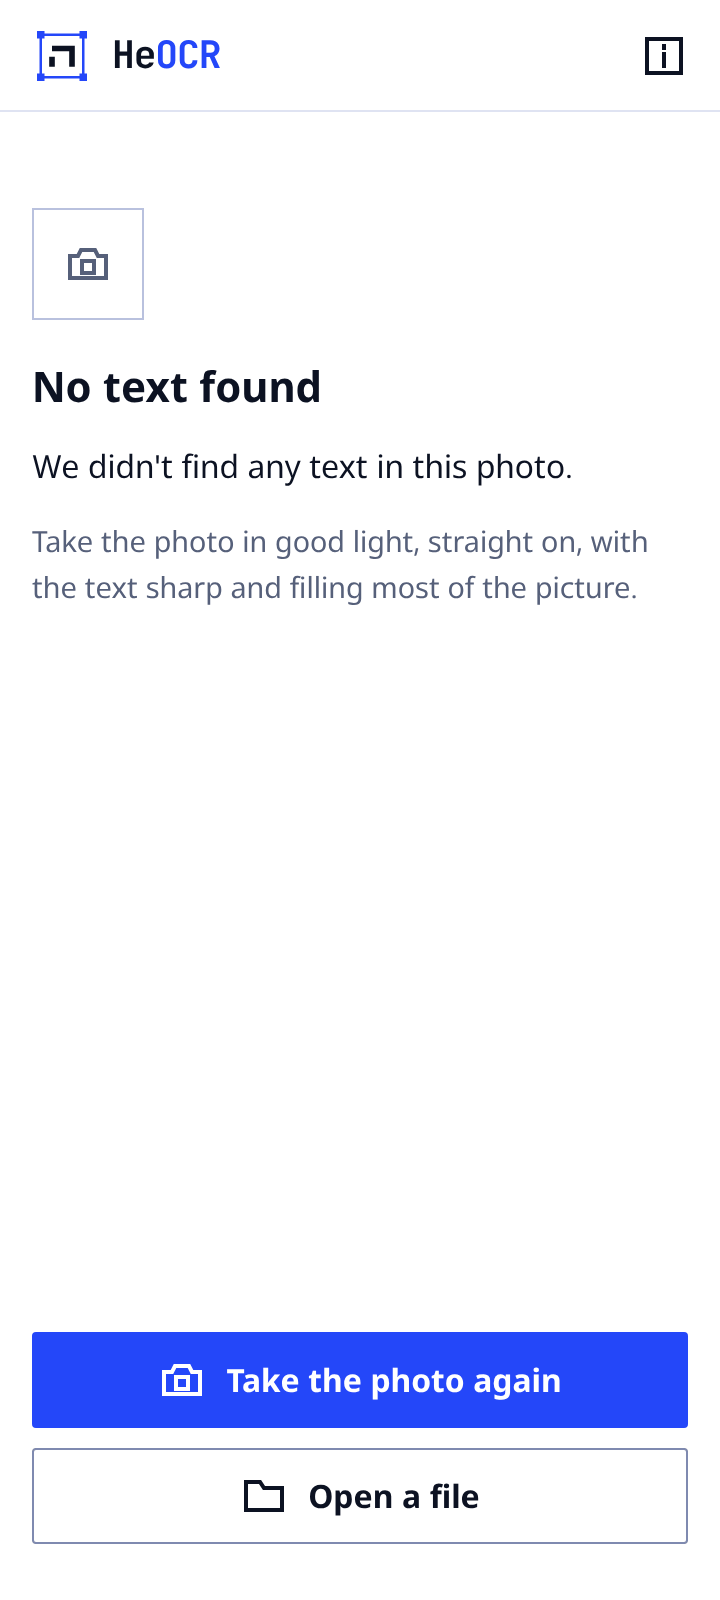 HeOCR
No text found
We didn't find any text in this photo.
Take the photo in good light, straight on, with
the text sharp and filling most of the picture.
Take the photo again
Open a file